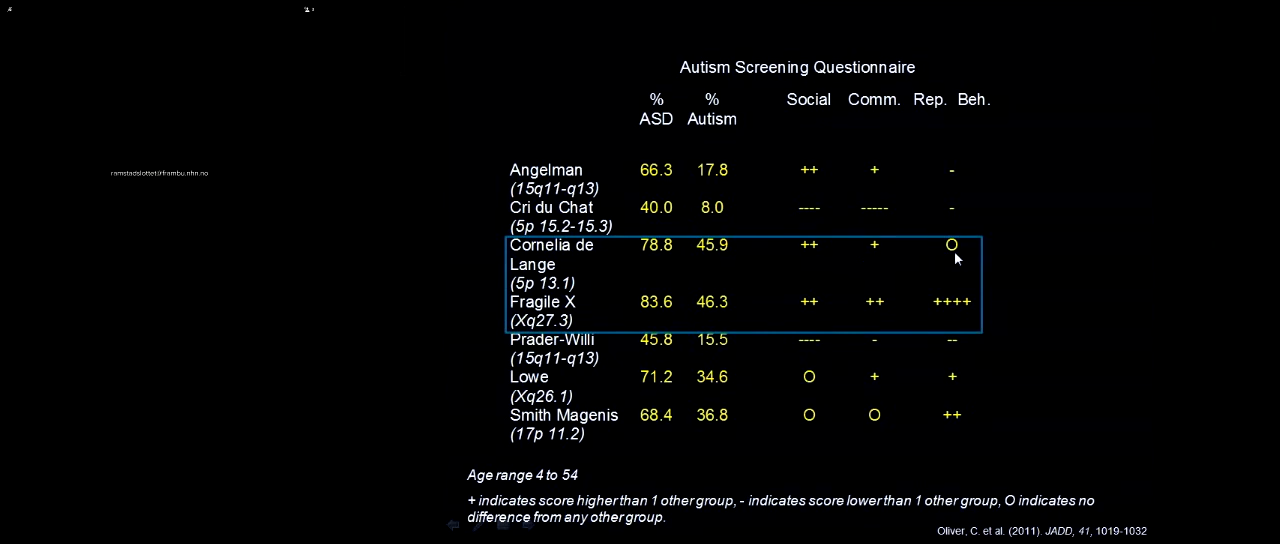 ramstadslottet@frambu.nhn.no
Autism Screening Questionnaire
% % Social Comm. Rep. Beh.
ASD Autism
Angelman 66.3 17.8 ++ + -
(15q11-q13)
Cri du Chat 40.0 8.0 ---- ----- -
(5p 15.2-15.3)
Cornelia de 78.8 45.9 ++ + O
Lange
(5p 13.1)
Fragile X 83.6 46.3 ++ ++ ++++
(Xq27.3)
Prader-Willi 45.8 15.5 ---- - --
(15q11-q13)
Lowe 71.2 34.6 O + +
(Xq26.1)
Smith Magenis 68.4 36.8 O O ++
(17p 11.2)
Age range 4 to 54
+ indicates score higher than 1 other group, - indicates score lower than 1 other group, O indicates no
difference from any other group.
Oliver, C. et al. (2011). JADD, 41, 1019-1032